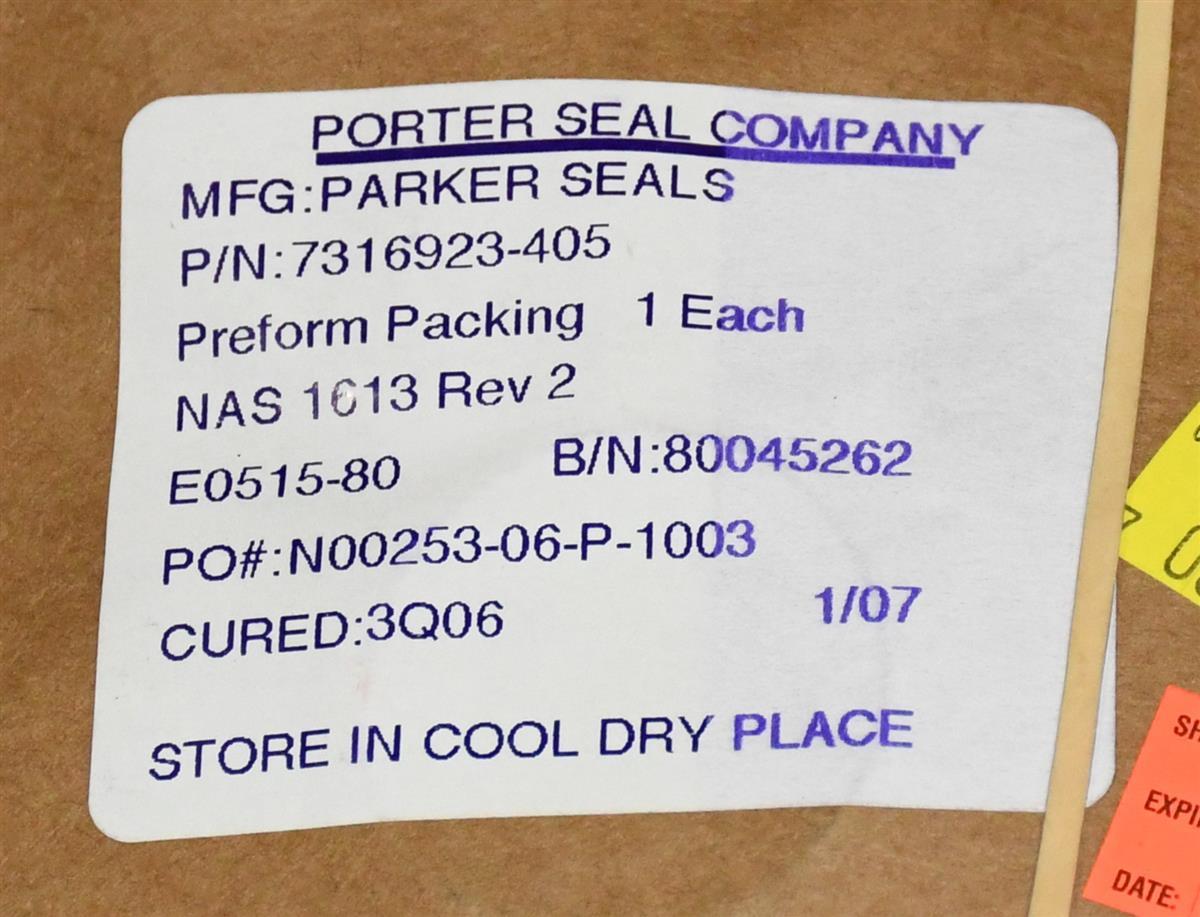 PORTER SEAL COMPANY
MFG:PARKER SEALS
P/N:7316923-405
Preform Packing 1 Each
NAS 1613 Rev 2
E0515-80 B/N:80045262
PO#:N00253-06-P-1003
CURED:3Q06 1/07
STORE IN COOL DRY PLACE
DATE: